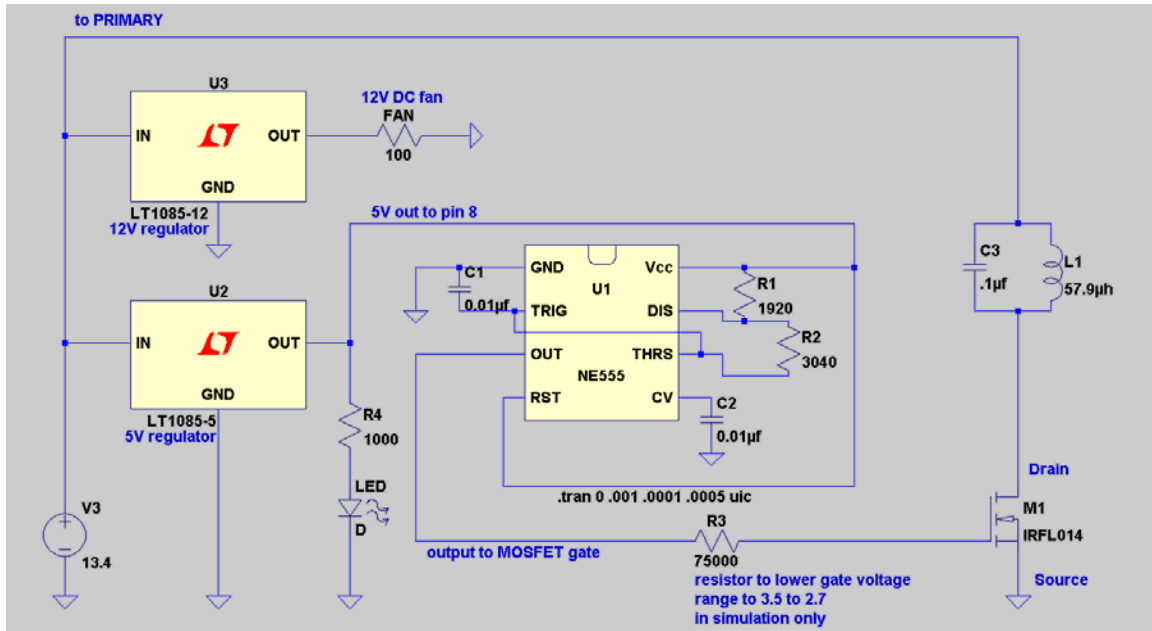 to PRIMARY
U3
IN
OUT
GND
LT1085-12
12V regulator
12V DC fan
FAN
100
U2
IN
OUT
GND
LT1085-5
5V regulator
5V out to pin 8
C1
0.01µf
GND
TRIG
OUT
RST
U1
NE555
Vcc
DIS
THRS
CV
R1
1920
R2
3040
C2
0.01µf
C3
.1µf
L1
57.9µh
R4
1000
LED
D
V3
13.4
.tran 0 .001 .0001 .0005 uic
output to MOSFET gate
R3
75000
resistor to lower gate voltage
range to 3.5 to 2.7
in simulation only
Drain
M1
IRFL014
Source